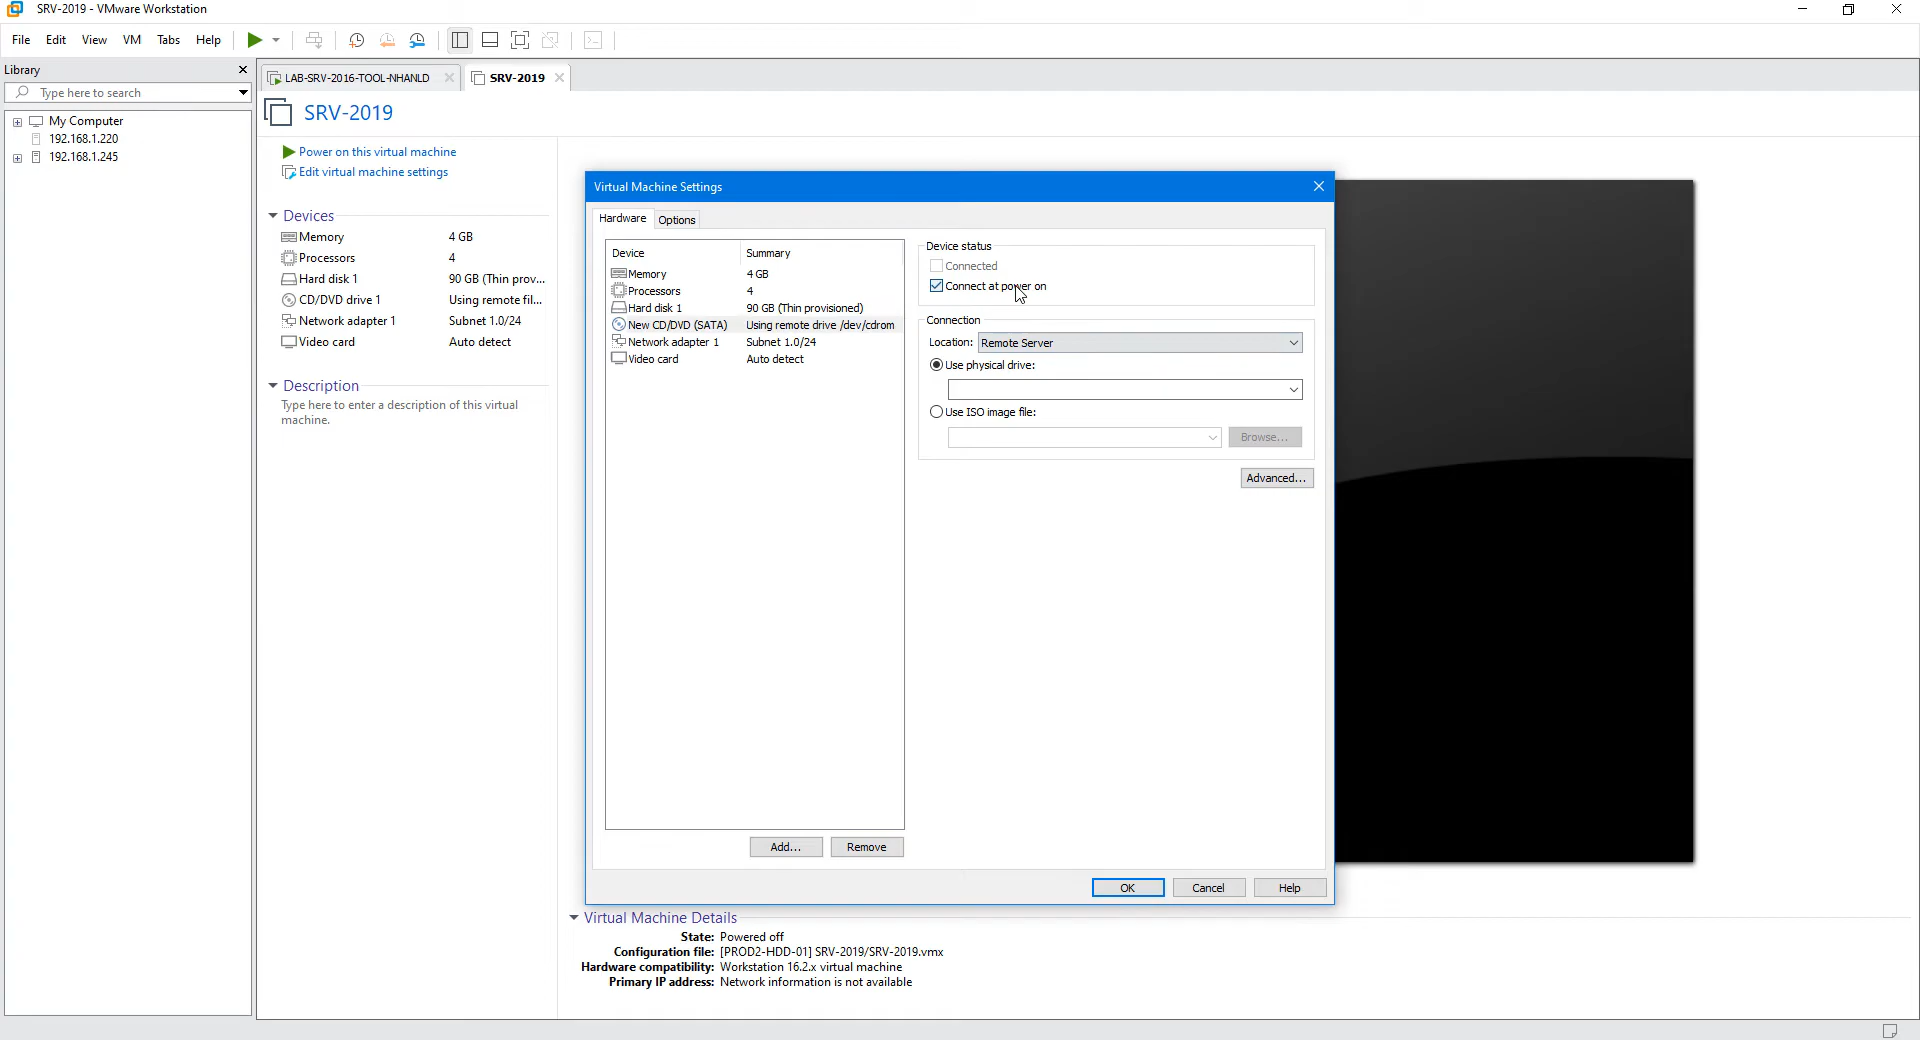 SRV-2019 - VMware Workstation
File Edit View VM Tabs Help
Library
Type here to search
My Computer
192.168.1.220
192.168.1.245
LAB-SRV-2016-TOOL-NHANLD
SRV-2019
SRV-2019
Power on this virtual machine
Edit virtual machine settings
Devices
Memory 4 GB
Processors 4
Hard disk 1 90 GB (Thin prov...
CD/DVD drive 1 Using remote fil...
Network adapter 1 Subnet 1.0/24
Video card Auto detect
Description
Type here to enter a description of this virtual
machine.
Virtual Machine Settings
Hardware Options
Device Summary
Memory 4 GB
Processors 4
Hard disk 1 90 GB (Thin provisioned)
New CD/DVD (SATA) Using remote drive /dev/cdrom
Network adapter 1 Subnet 1.0/24
Video card Auto detect
Add... Remove
Device status
Connected
Connect at power on
Connection
Location: Remote Server
Use physical drive:
Use ISO image file:
Browse...
Advanced...
OK Cancel Help
Virtual Machine Details
State: Powered off
Configuration file: [PROD2-HDD-01] SRV-2019/SRV-2019.vmx
Hardware compatibility: Workstation 16.2.x virtual machine
Primary IP address: Network information is not available